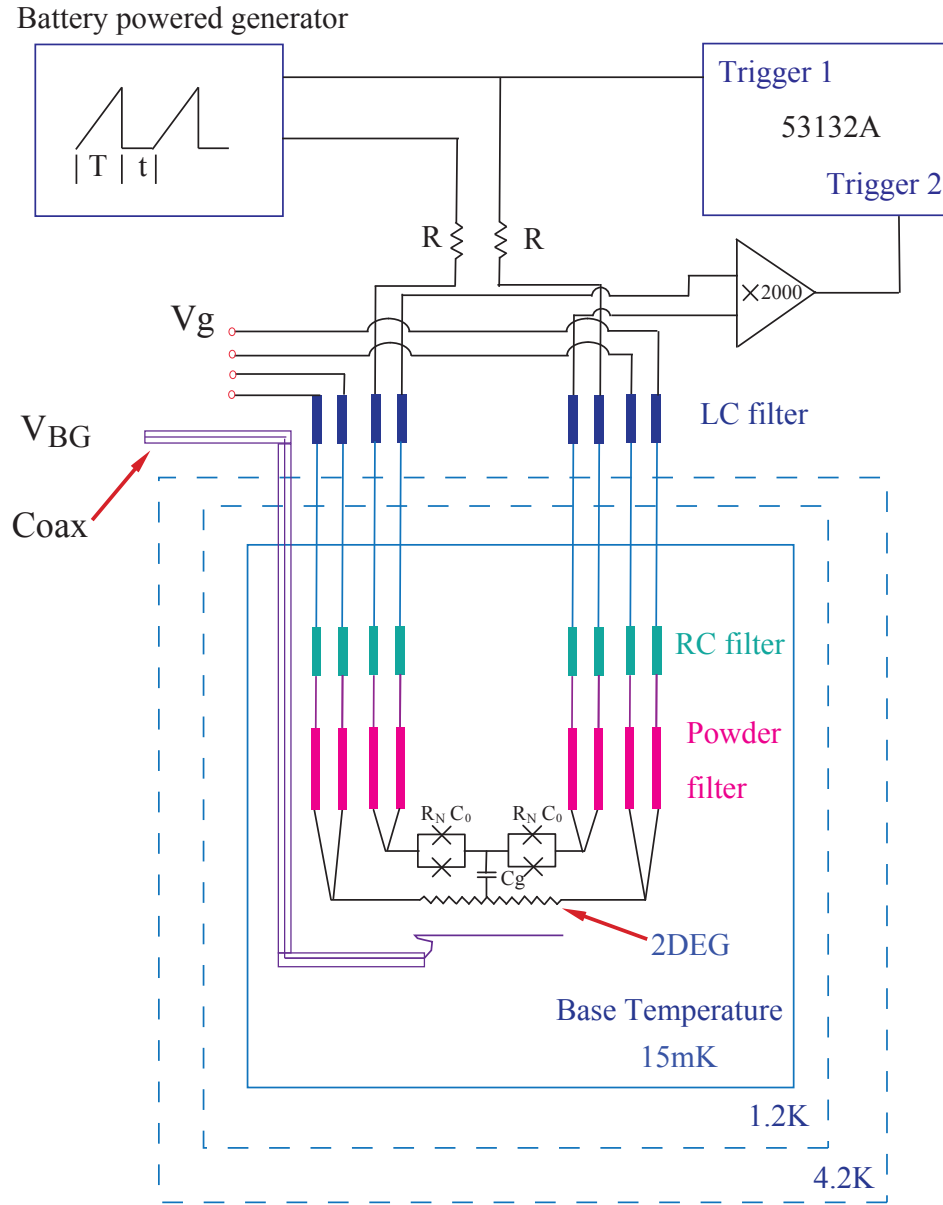 Battery powered generator
| T | t |
Trigger 1
53132A
Trigger 2
R
R
×2000
Vg
LC filter
V_BG
Coax
RC filter
Powder
filter
R_N C_0
R_N C_0
Cg
2DEG
Base Temperature
15mK
1.2K
4.2K